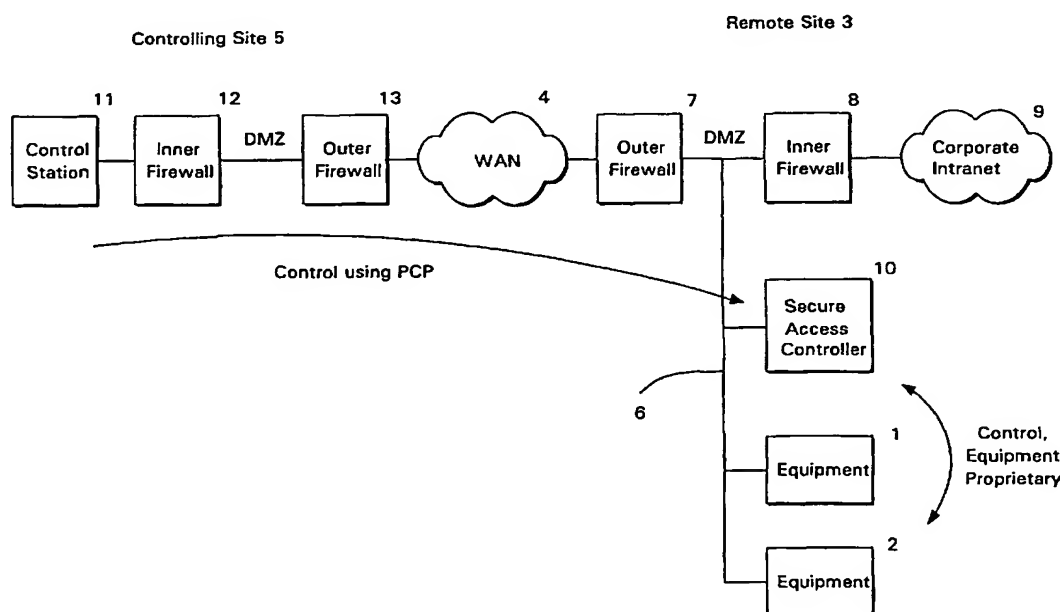 Controlling Site 5
Remote Site 3
11
12
13
4
7
8
9
Control
Station
Inner
Firewall
DMZ
Outer
Firewall
WAN
Outer
Firewall
DMZ
Inner
Firewall
Corporate
Intranet
Control using PCP
10
Secure
Access
Controller
6
1
Equipment
Control,
Equipment
Proprietary
2
Equipment